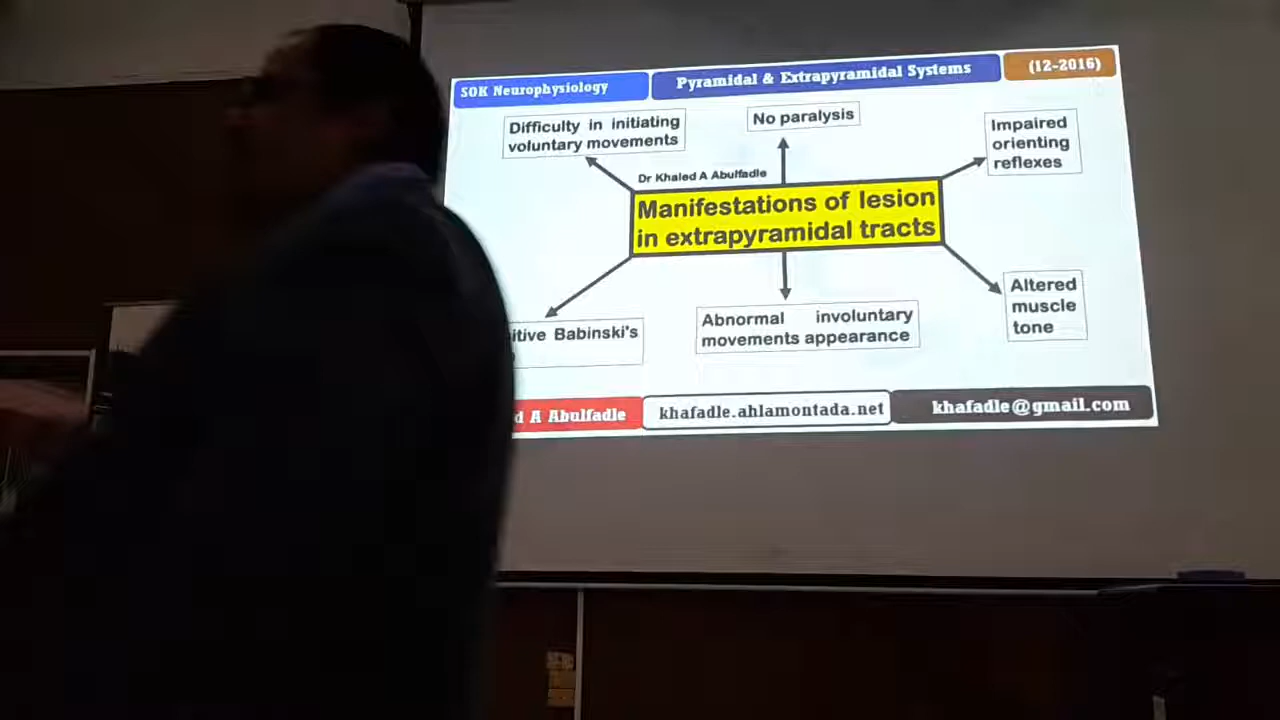 SOK Neurophysiology
Pyramidal & Extrapyramidal Systems
(12-2016)
Difficulty in initiating
voluntary movements
No paralysis
Impaired
orienting
reflexes
Dr Khaled A Abulfadle
Manifestations of lesion
in extrapyramidal tracts
Babinski's
Abnormal involuntary
movements appearance
Altered
muscle
tone
A Abulfadle
khafadle.ahlamontada.net
khafadle@gmail.com